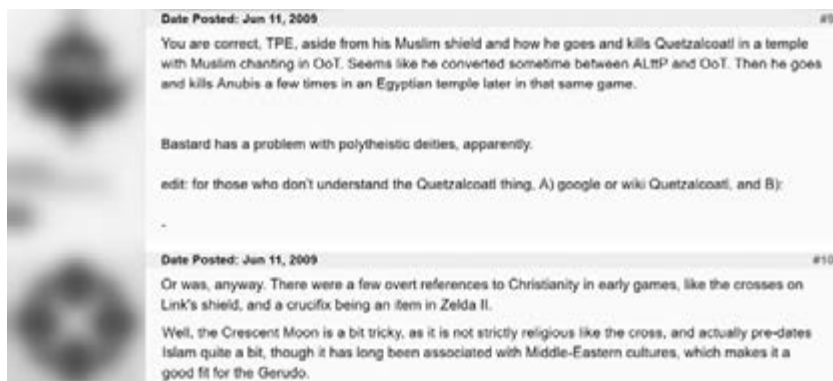 Date Posted: Jun 11, 2009 #9
You are correct, TPE, aside from his Muslim shield and how he goes and kills Quetzalcoatl in a temple
with Muslim chanting in OoT. Seems like he converted sometime between ALttP and OoT. Then he goes
and kills Anubis a few times in an Egyptian temple later in that same game.
Bastard has a problem with polytheistic deities, apparently.
edit: for those who don't understand the Quetzalcoatl thing, A) google or wiki Quetzalcoatl, and B):
-
Date Posted: Jun 11, 2009 #10
Or was, anyway. There were a few overt references to Christianity in early games, like the crosses on
Link's shield, and a crucifix being an item in Zelda II.
Well, the Crescent Moon is a bit tricky, as it is not strictly religious like the cross, and actually pre-dates
Islam quite a bit, though it has long been associated with Middle-Eastern cultures, which makes it a
good fit for the Gerudo.